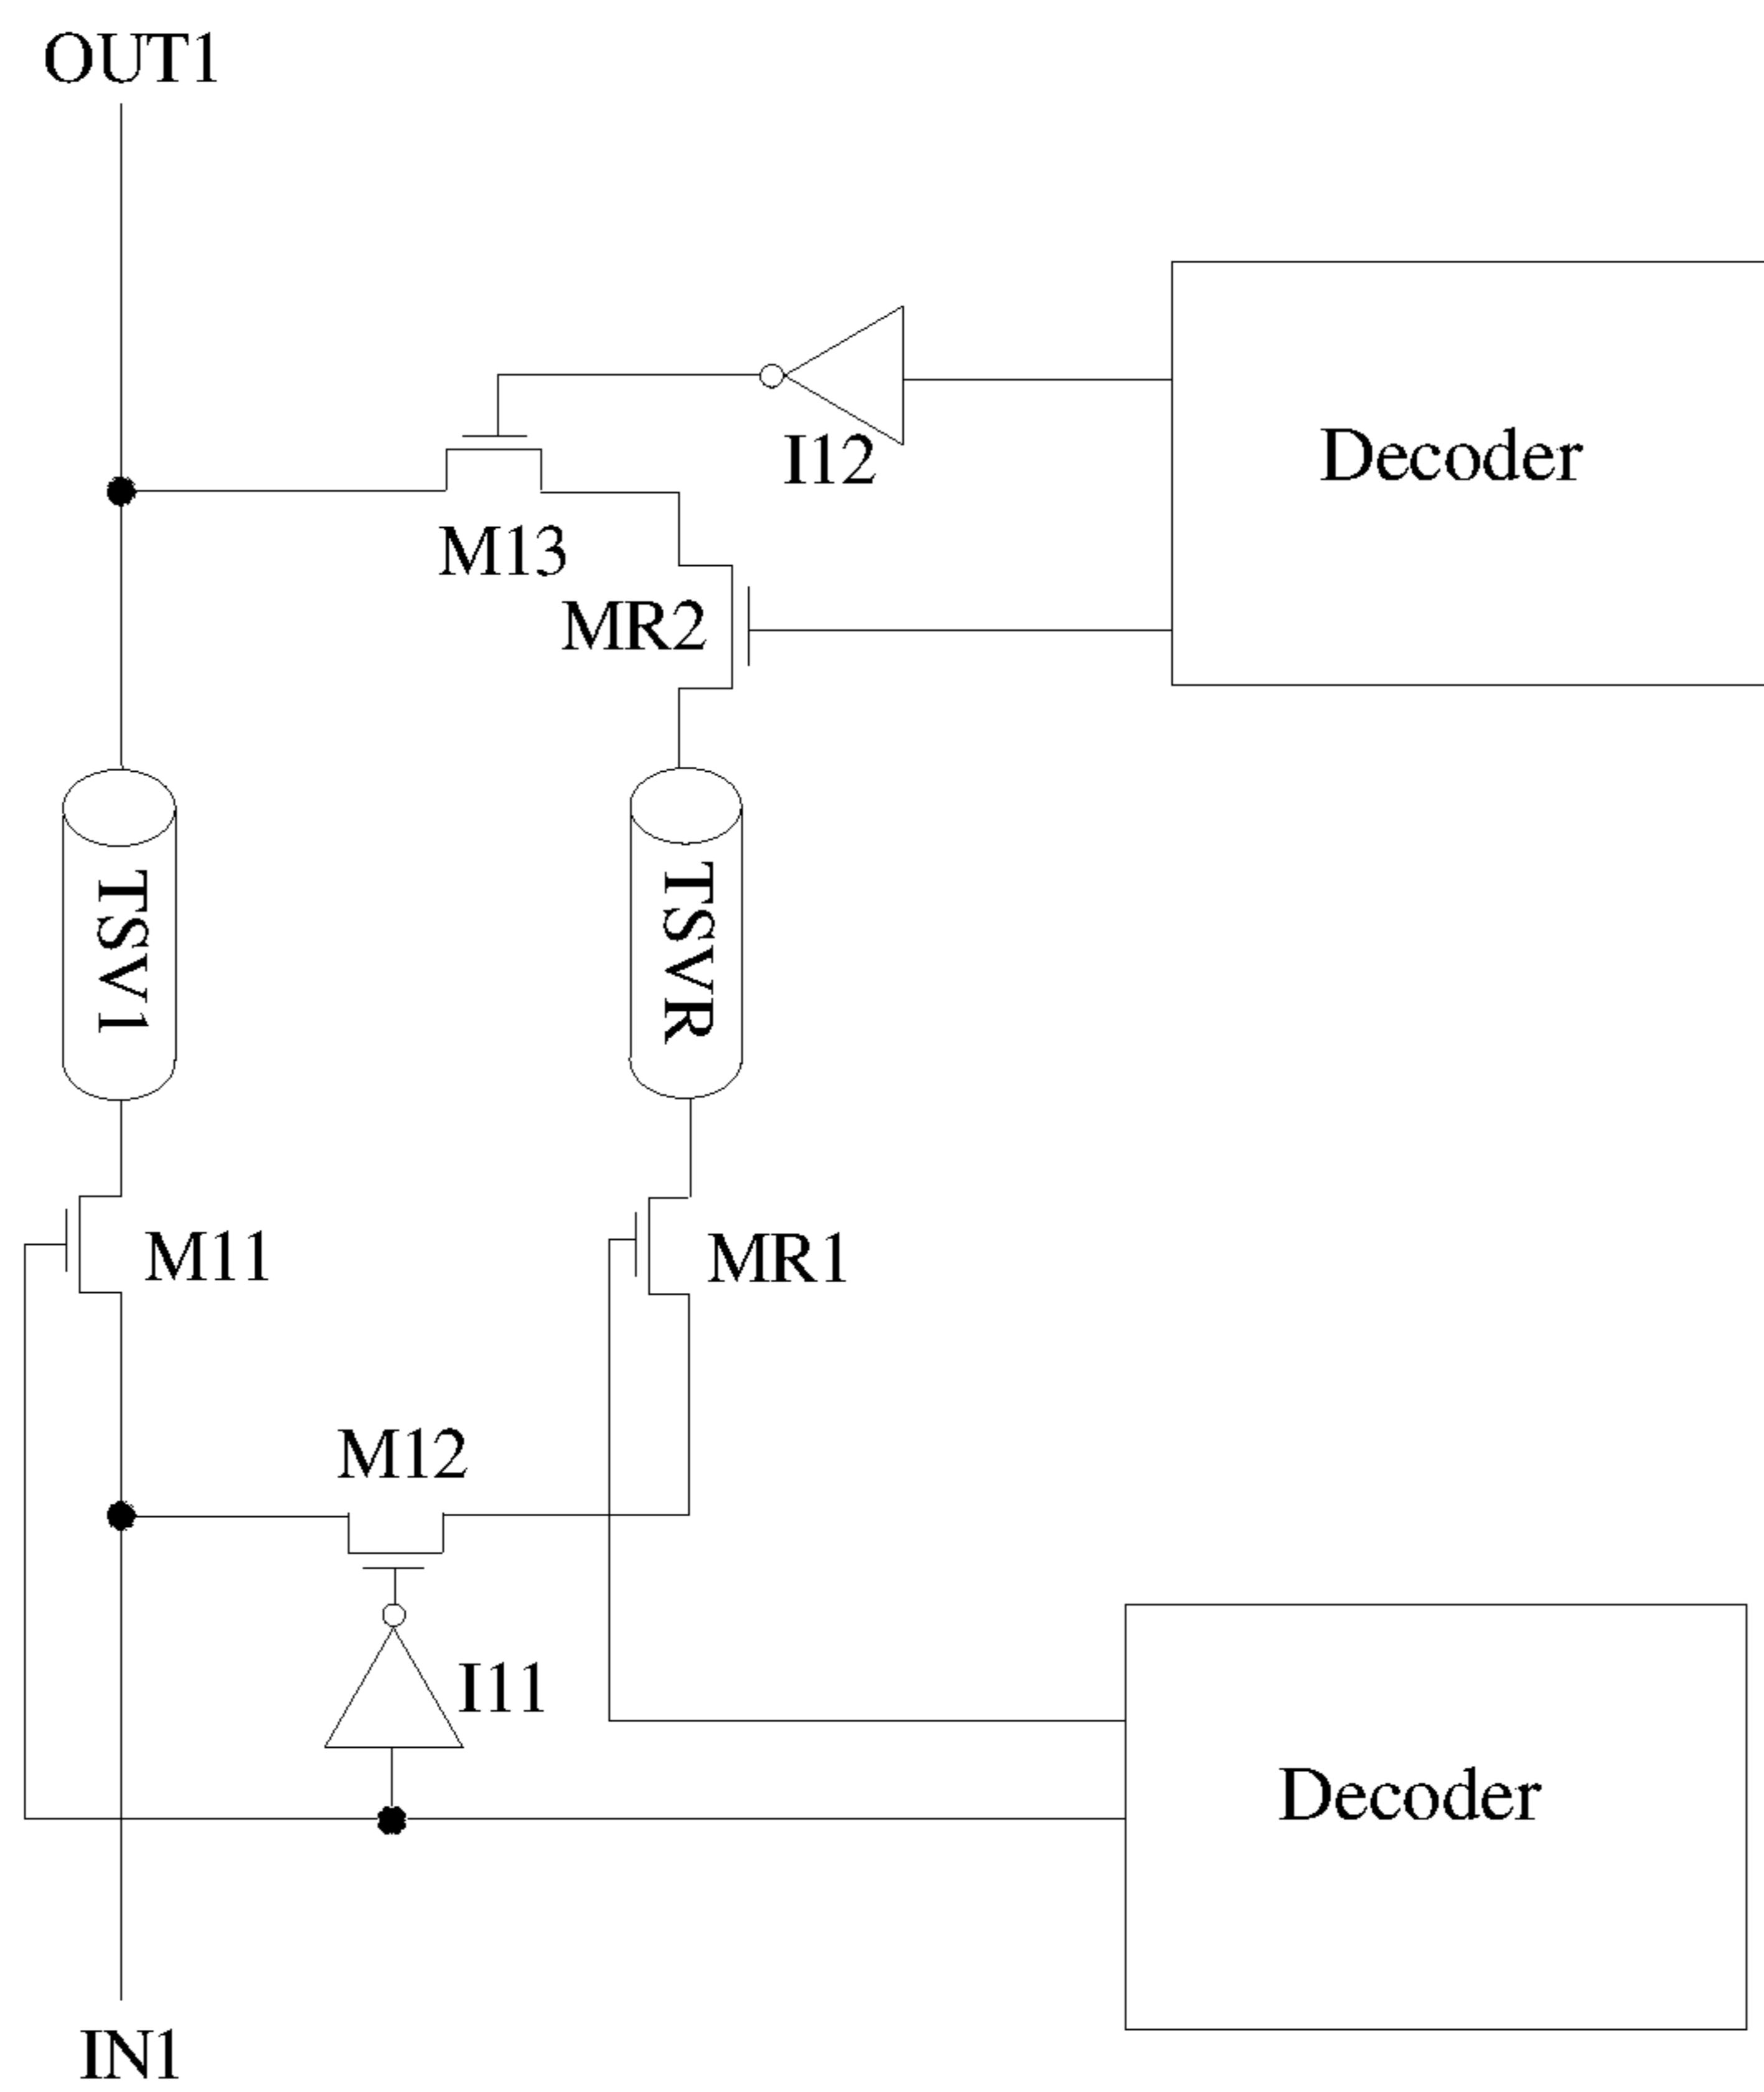 OUT1
I12
Decoder
M13
MR2
TSV1
TSVR
M11
MR1
M12
I11
Decoder
IN1